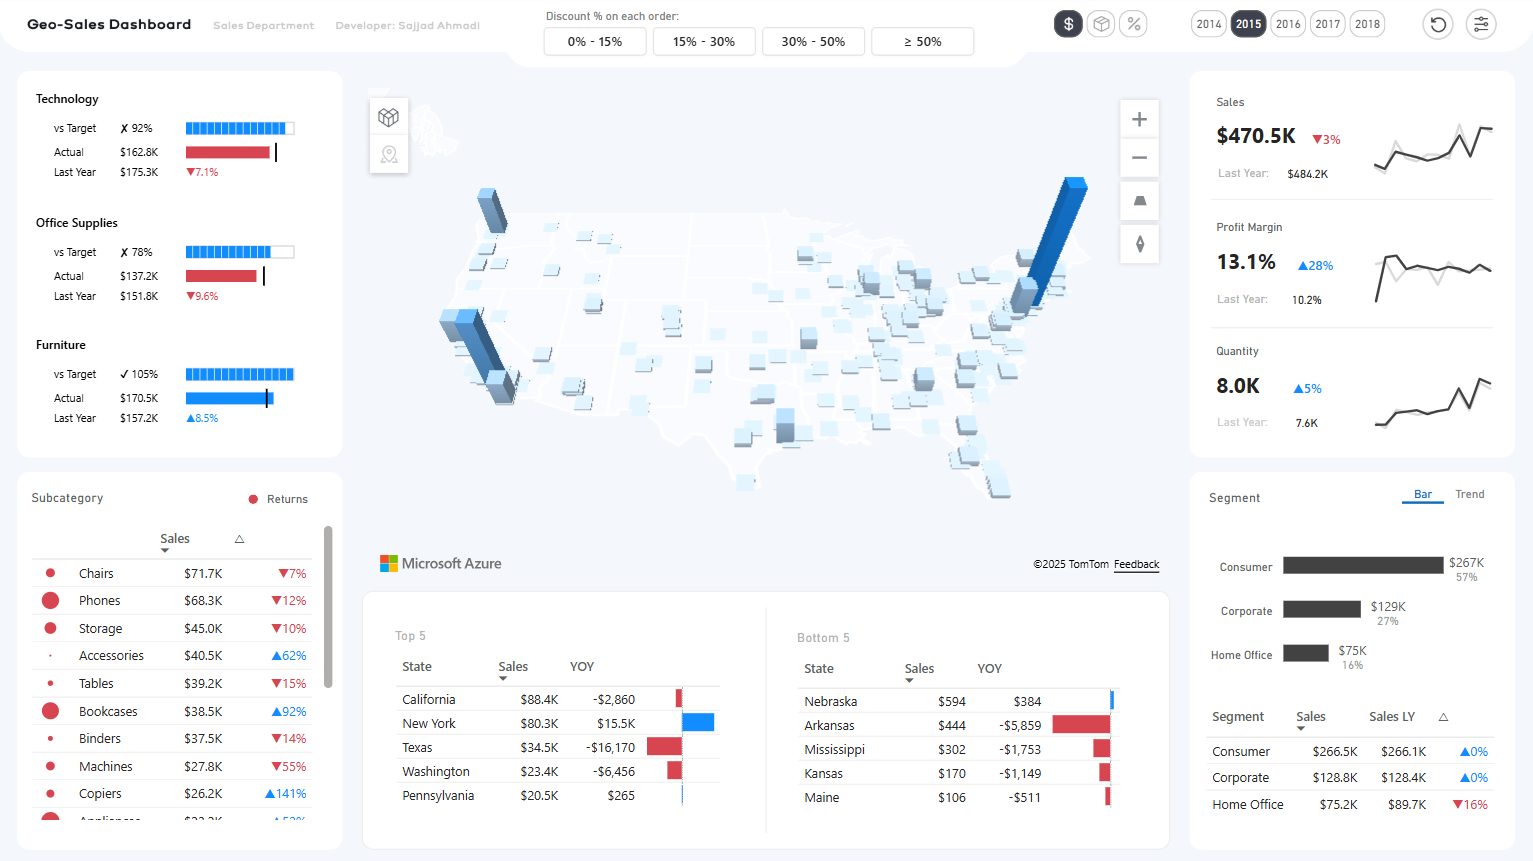 Geo-Sales Dashboard
Sales Department
Developer: Sajjad Ahmadi
Discount % on each order:
0% - 15%
15% - 30%
30% - 50%
≥ 50%
$
%
2014
2015
2016
2017
2018
Technology
vs Target ✗ 92%
Actual $162.8K
Last Year $175.3K ▼7.1%
Office Supplies
vs Target ✗ 78%
Actual $137.2K
Last Year $151.8K ▼9.6%
Furniture
vs Target ✓ 105%
Actual $170.5K
Last Year $157.2K ▲8.5%
Subcategory
Returns
Sales △
Chairs $71.7K ▼7%
Phones $68.3K ▼12%
Storage $45.0K ▼10%
Accessories $40.5K ▲62%
Tables $39.2K ▼15%
Bookcases $38.5K ▲92%
Binders $37.5K ▼14%
Machines $27.8K ▼55%
Copiers $26.2K ▲141%
Microsoft Azure
©2025 TomTom Feedback
Top 5
State Sales YOY
California $88.4K -$2,860
New York $80.3K $15.5K
Texas $34.5K -$16,170
Washington $23.4K -$6,456
Pennsylvania $20.5K $265
Bottom 5
State Sales YOY
Nebraska $594 $384
Arkansas $444 -$5,859
Mississippi $302 -$1,753
Kansas $170 -$1,149
Maine $106 -$511
Sales
$470.5K ▼3%
Last Year: $484.2K
Profit Margin
13.1% ▲28%
Last Year: 10.2%
Quantity
8.0K ▲5%
Last Year: 7.6K
Segment
Bar
Trend
Consumer $267K
57%
Corporate $129K
27%
Home Office $75K
16%
Segment Sales Sales LY △
Consumer $266.5K $266.1K ▲0%
Corporate $128.8K $128.4K ▲0%
Home Office $75.2K $89.7K ▼16%